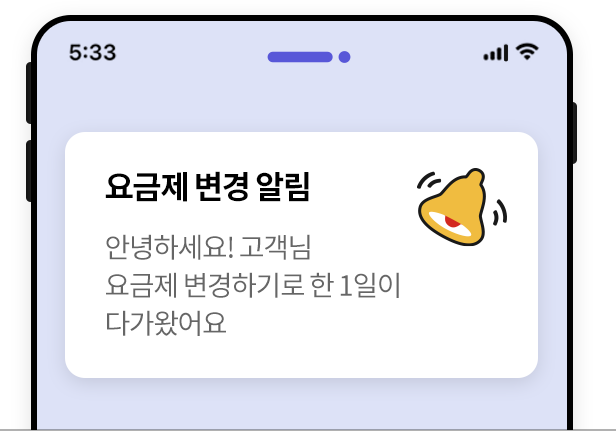 5:33
요금제 변경 알림
안녕하세요! 고객님
요금제 변경하기로 한 1일이
다가왔어요